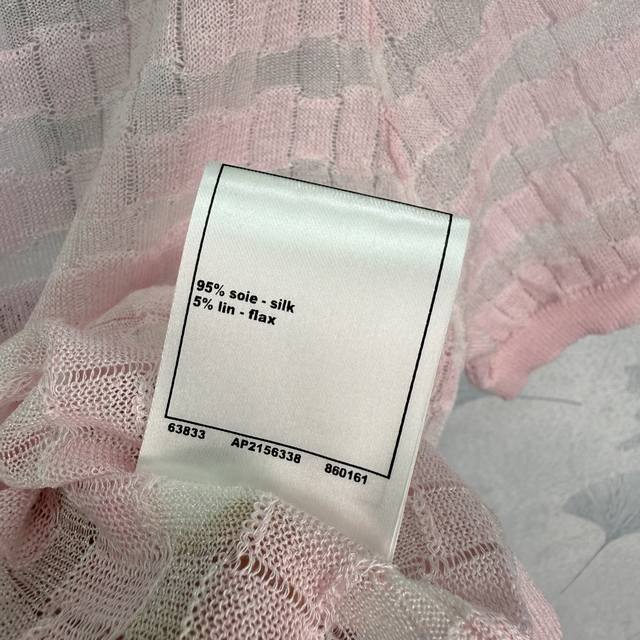 95% soie - silk
5% lin - flax
63833 AP2156338 860161